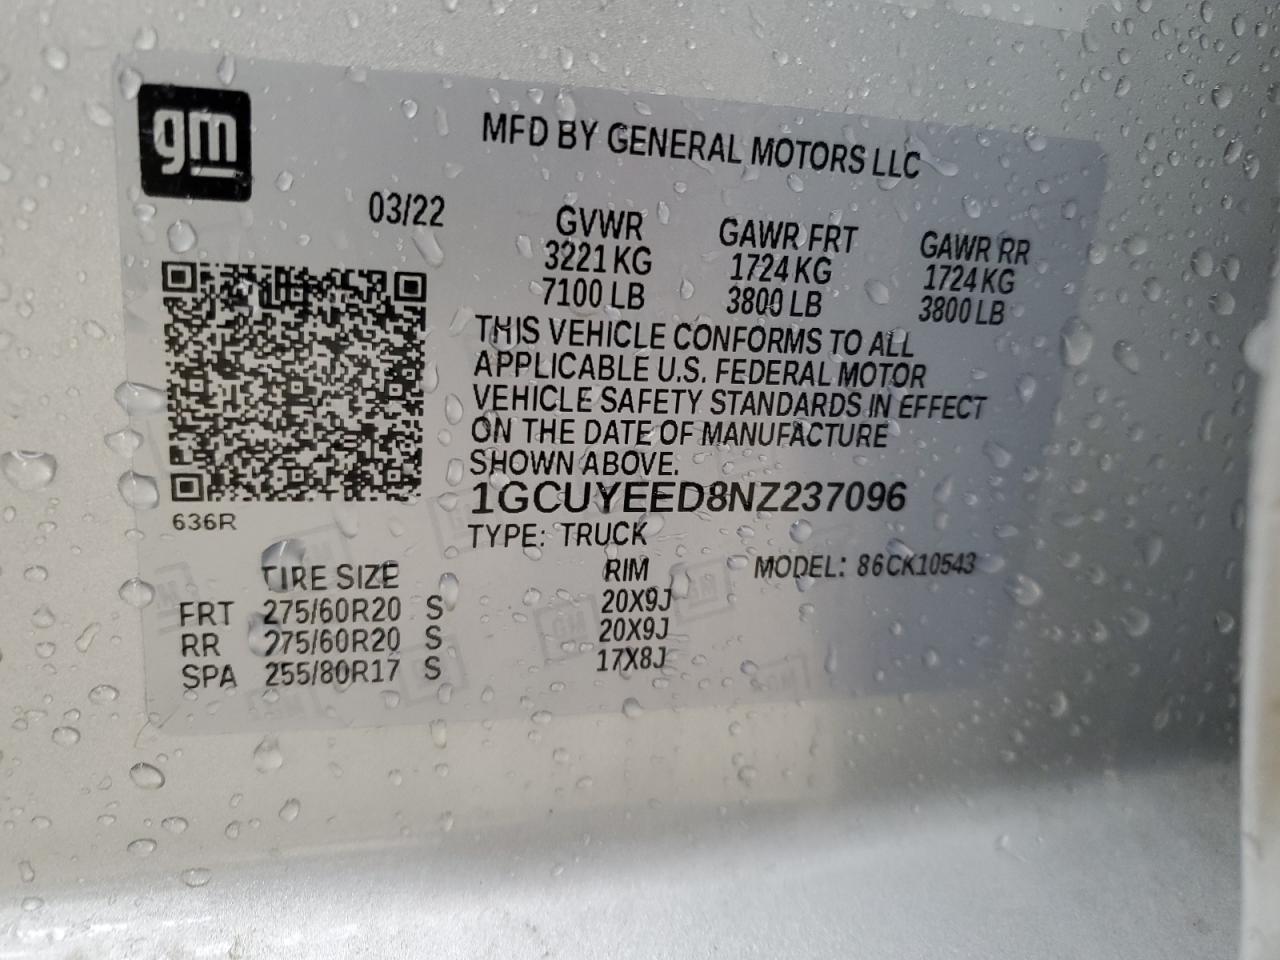 gm
MFD BY GENERAL MOTORS LLC
03/22
GVWR GAWR FRT GAWR RR
3221 KG 1724 KG 1724 KG
7100 LB 3800 LB 3800 LB
THIS VEHICLE CONFORMS TO ALL
APPLICABLE U.S. FEDERAL MOTOR
VEHICLE SAFETY STANDARDS IN EFFECT
ON THE DATE OF MANUFACTURE
SHOWN ABOVE.
1GCUYEED8NZ237096
636R
TYPE: TRUCK
TIRE SIZE RIM MODEL: 86CK10543
FRT 275/60R20 S 20X9J
RR 275/60R20 S 20X9J
SPA 255/80R17 S 17X8J